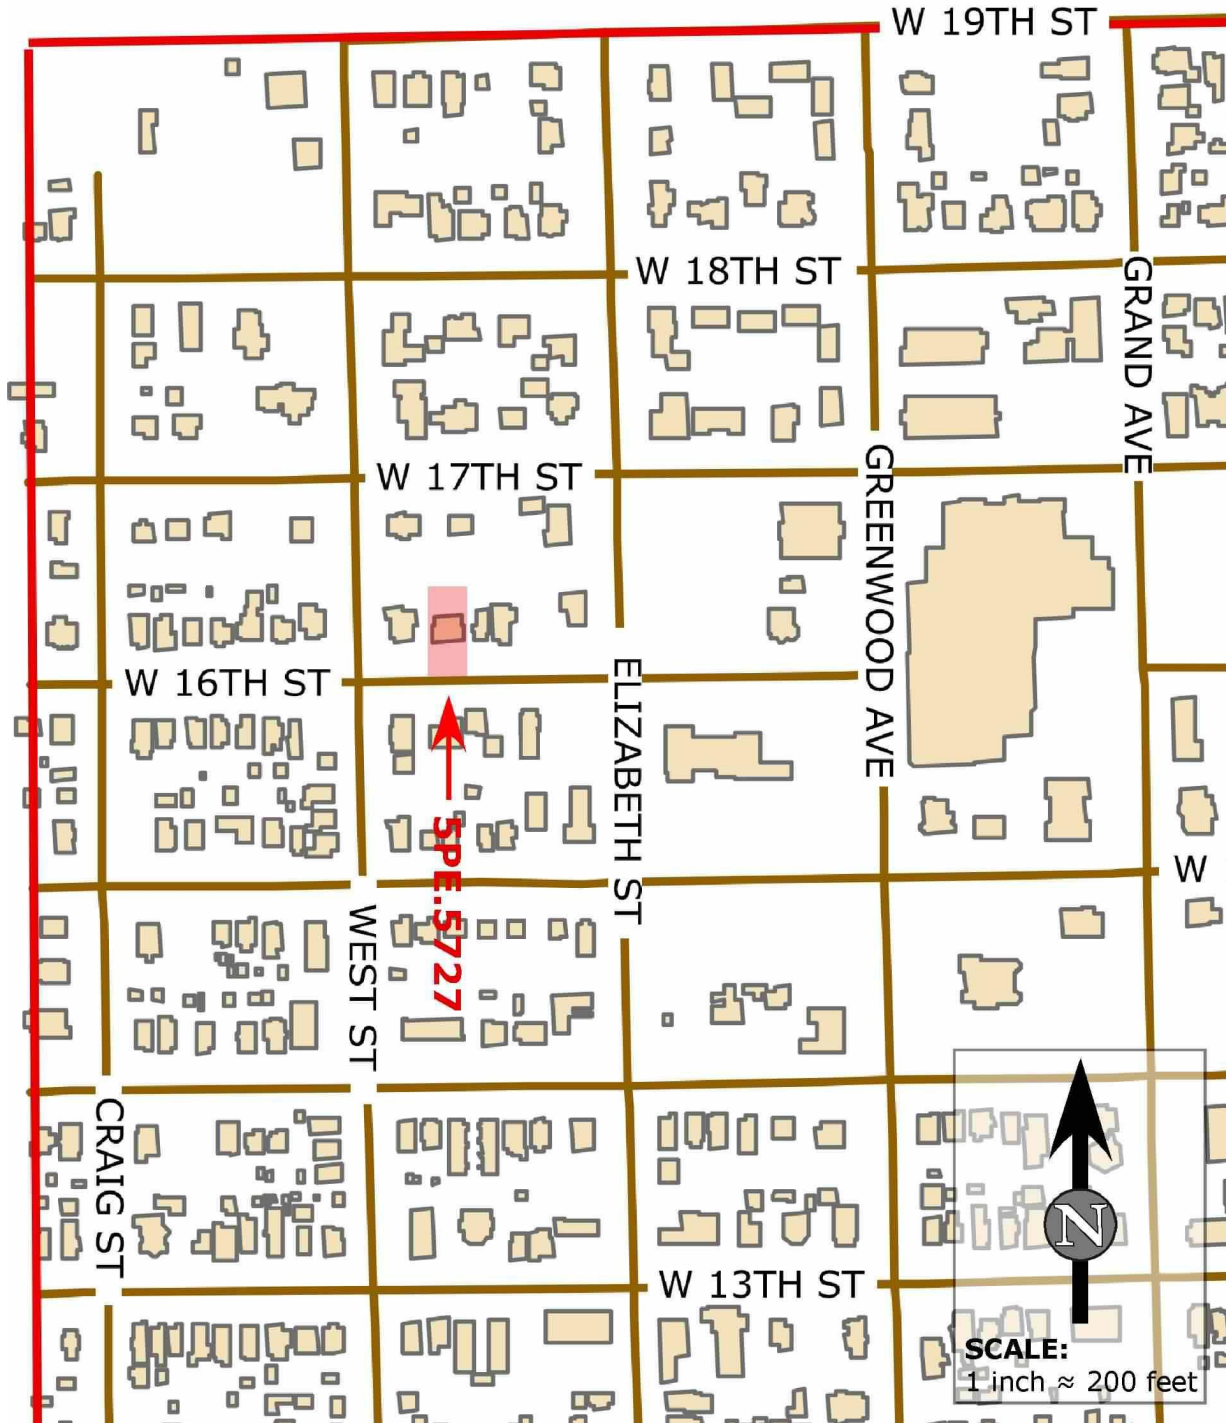 W 19TH ST
W 18TH ST
GRAND AVE
W 17TH ST
GREENWOOD AVE
W 16TH ST
ELIZABETH ST
5PE.5727
W
WEST ST
CRAIG ST
N
W 13TH ST
SCALE:
1 inch ≈ 200 feet